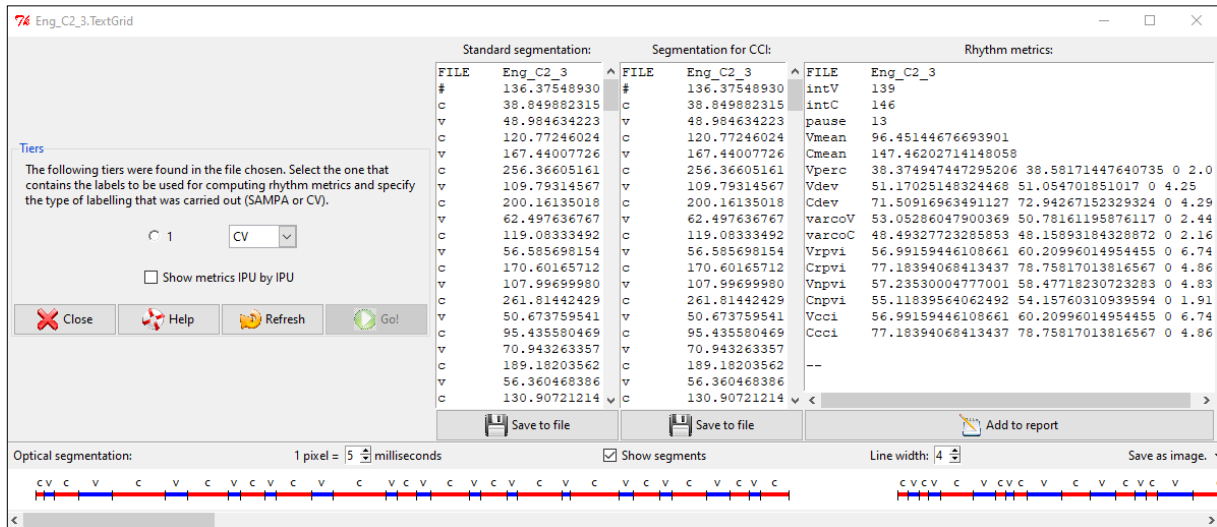 Eng_C2_3.TextGrid
Standard segmentation:
FILE Eng_C2_3
# 136.37548930
c 38.849882315
v 48.984634223
c 120.77246024
v 167.44007726
c 256.36605161
v 109.79314567
c 200.16135018
v 62.497636767
c 119.08333492
v 56.585698154
c 170.60165712
v 107.99699980
c 261.81442429
v 50.673759541
c 95.435580469
v 70.943263357
c 189.18203562
v 56.360468386
c 130.90721214
Save to file
Segmentation for CCI:
FILE Eng_C2_3
# 136.37548930
c 38.849882315
v 48.984634223
c 120.77246024
v 167.44007726
c 256.36605161
v 109.79314567
c 200.16135018
v 62.497636767
c 119.08333492
v 56.585698154
c 170.60165712
v 107.99699980
c 261.81442429
v 50.673759541
c 95.435580469
v 70.943263357
c 189.18203562
v 56.360468386
c 130.90721214
Save to file
Rhythm metrics:
FILE Eng_C2_3
intV 139
intC 146
pause 13
Vmean 96.45144676693901
Cmean 147.46202714148058
Vperc 38.374947447295206 38.58171447640735 0 2.0
Vdev 51.17025148324468 51.054701851017 0 4.25
Cdev 71.50916963491127 72.94267152329324 0 4.29
varcoV 53.05286047900369 50.78161195876117 0 2.44
varcoC 48.49327723285853 48.15893184328872 0 2.16
Vrpvi 56.99159446108661 60.20996014954455 0 6.74
Crpvi 77.18394068413437 78.75817013816567 0 4.86
Vnpvi 57.23530004777001 58.47718230723283 0 4.83
Cnpvi 55.11839564062492 54.15760310939594 0 1.91
Vcci 56.99159446108661 60.20996014954455 0 6.74
Ccci 77.18394068413437 78.75817013816567 0 4.86
--
Add to report
Tiers
The following tiers were found in the file chosen. Select the one that
contains the labels to be used for computing rhythm metrics and specify
the type of labelling that was carried out (SAMPA or CV).
1 CV
Show metrics IPU by IPU
Close Help Refresh Go!
Optical segmentation: 1 pixel = 5 milliseconds Show segments Line width: 4 Save as image.
c v c v c v c v c v c v c v c v c v c v c v c v c v c v c c v c v c v c v c v c v c v c